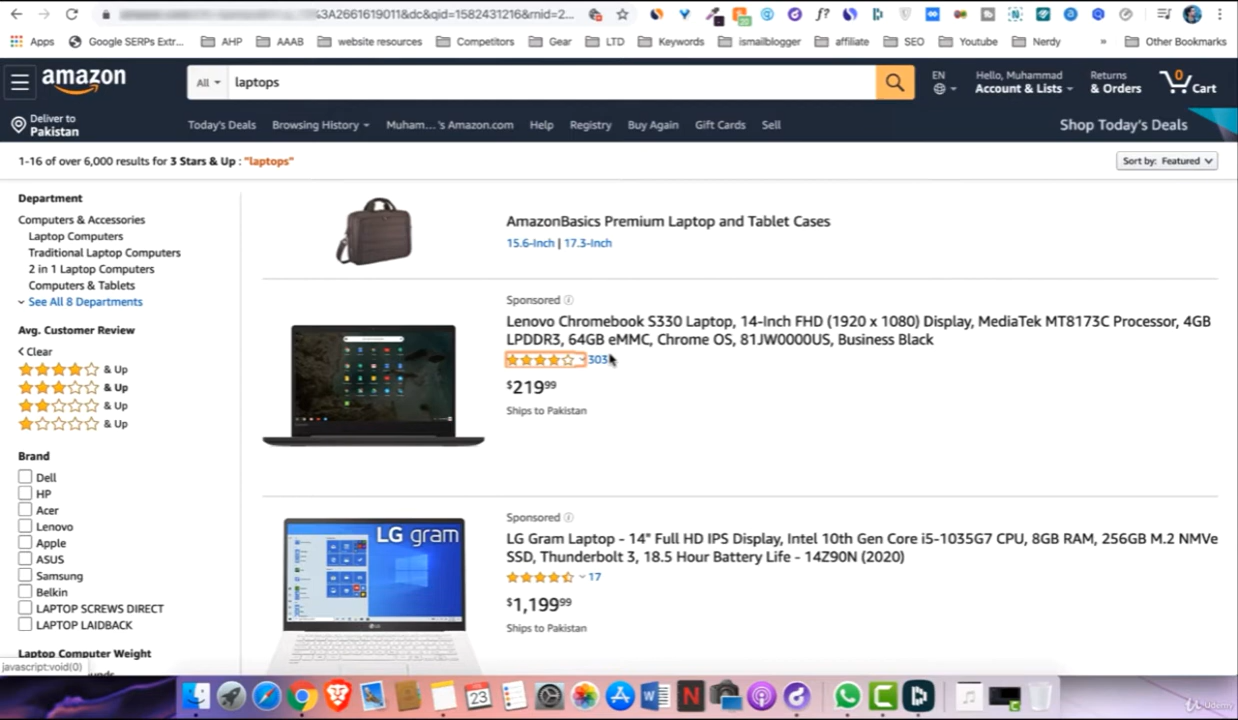 3A2661619011&dc&qid=1582431216&rnid=2...
f?
Apps Google SERPs Extr... AHP AAAB website resources Competitors Gear LTD Keywords ismailblogger affiliate SEO Youtube Nerdy » Other Bookmarks
amazon
All
laptops
EN
Hello, Muhammad
Account & Lists
Returns
& Orders
0
Cart
Deliver to
Pakistan
Today's Deals Browsing History Muham... 's Amazon.com Help Registry Buy Again Gift Cards Sell
Shop Today's Deals
1-16 of over 6,000 results for 3 Stars & Up : "laptops"
Sort by: Featured
Department
Computers & Accessories
Laptop Computers
Traditional Laptop Computers
2 in 1 Laptop Computers
Computers & Tablets
See All 8 Departments
Avg. Customer Review
Clear
& Up
& Up
& Up
& Up
Brand
Dell
HP
Acer
Lenovo
Apple
ASUS
Samsung
Belkin
LAPTOP SCREWS DIRECT
LAPTOP LAIDBACK
Laptop Computer Weight
javascript:void(0)
AmazonBasics Premium Laptop and Tablet Cases
15.6-Inch | 17.3-Inch
Sponsored
Lenovo Chromebook S330 Laptop, 14-Inch FHD (1920 x 1080) Display, MediaTek MT8173C Processor, 4GB
LPDDR3, 64GB eMMC, Chrome OS, 81JW0000US, Business Black
303
$219.99
Ships to Pakistan
LG gram
Sponsored
LG Gram Laptop - 14" Full HD IPS Display, Intel 10th Gen Core i5-1035G7 CPU, 8GB RAM, 256GB M.2 NMVe
SSD, Thunderbolt 3, 18.5 Hour Battery Life - 14Z90N (2020)
17
$1,199.99
Ships to Pakistan
23
W
N
Udemy